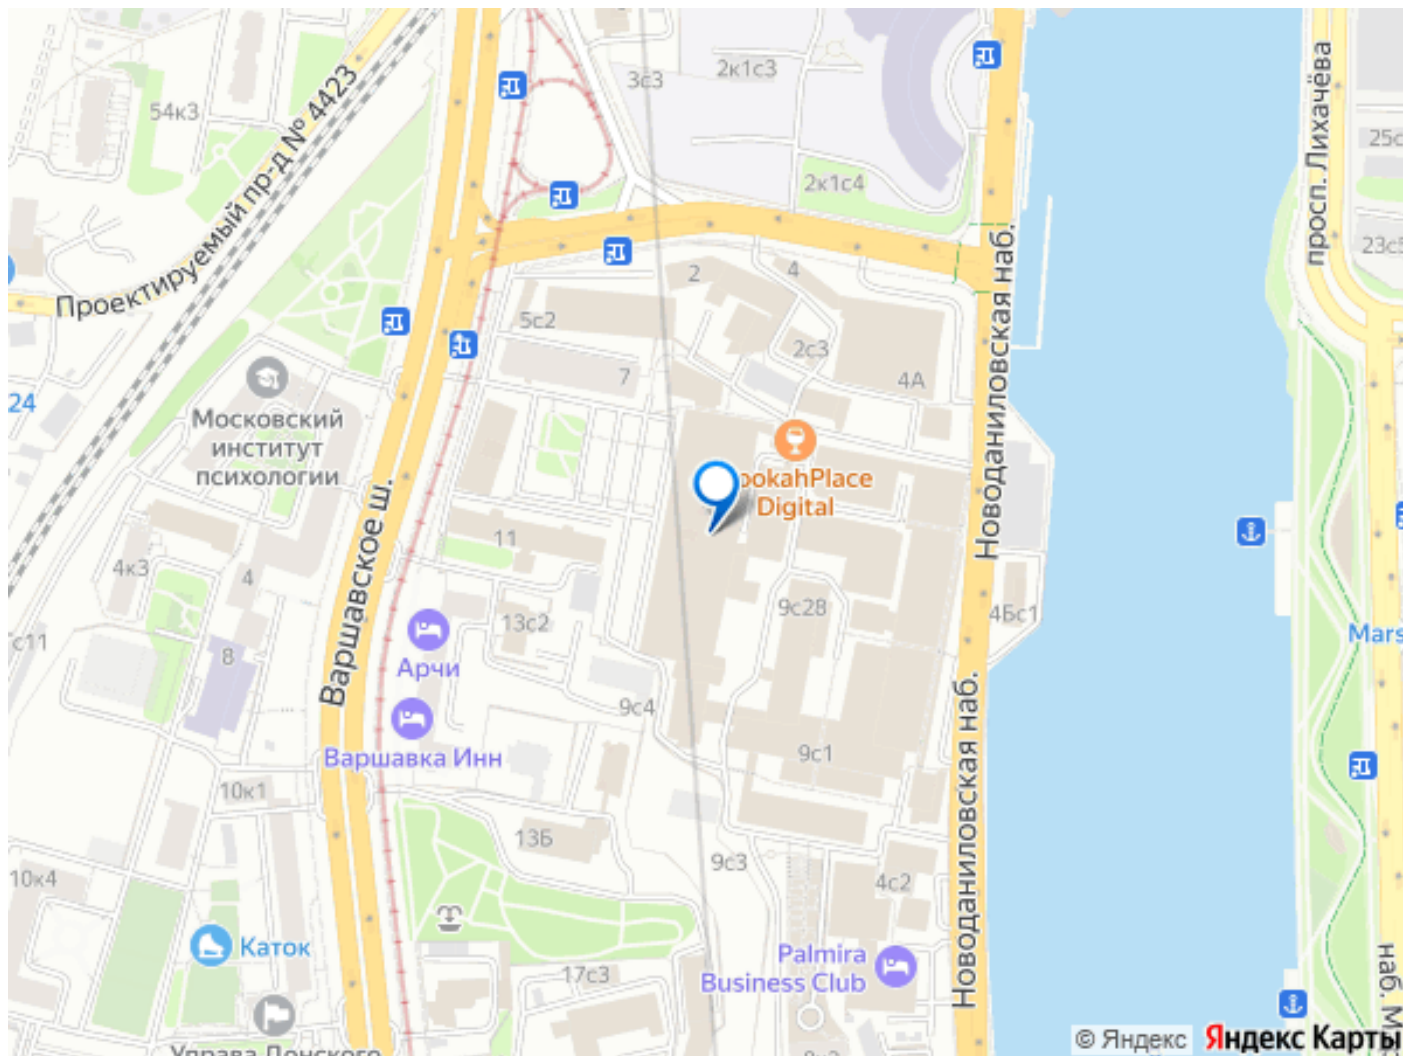 3с3
2к1с3
54к3
Проектируемый пр-д № 4423
2к1с4
просп. Лихачёва
25с
23с5
2
4
5с2
2с3
7
4А
24
Московский
институт
психологии
Новоданиловская наб.
ookahPlace
Digital
Варшавское ш.
11
4к3
4
9с28
4Бс1
13с2
с11
8
Арчи
Mars
9с4
Варшавка Инн
9с1
10к1
13Б
9с3
4с2
10к4
Новоданиловская наб.
Каток
17с3
Palmira
Business Club
наб. М
Управа Донского
© Яндекс
Яндекс Карты